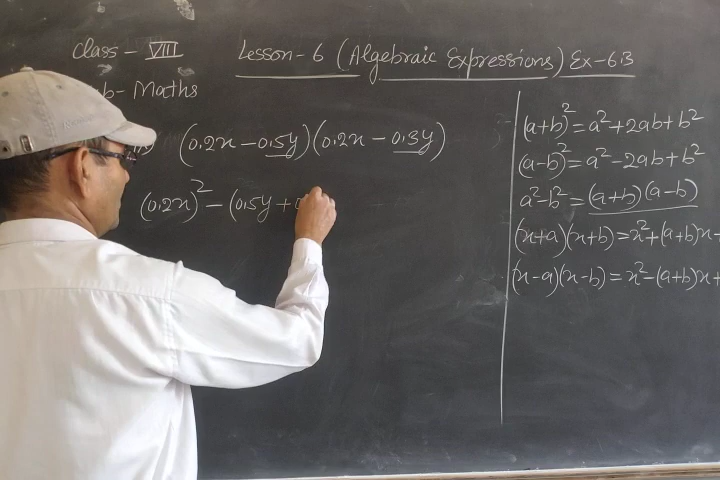 Class - VIII
Lesson - 6 (Algebraic Expressions) Ex - 6.3
- Maths
(0.2x - 0.5y)(0.2x - 0.3y)
(0.2x)² - (0.5y +
(a+b)² = a² + 2ab + b²
(a-b)² = a² - 2ab + b²
a² - b² = (a+b)(a-b)
(x+a)(x+b) = x² + (a+b)x +
(x-a)(x-b) = x² - (a+b)x +